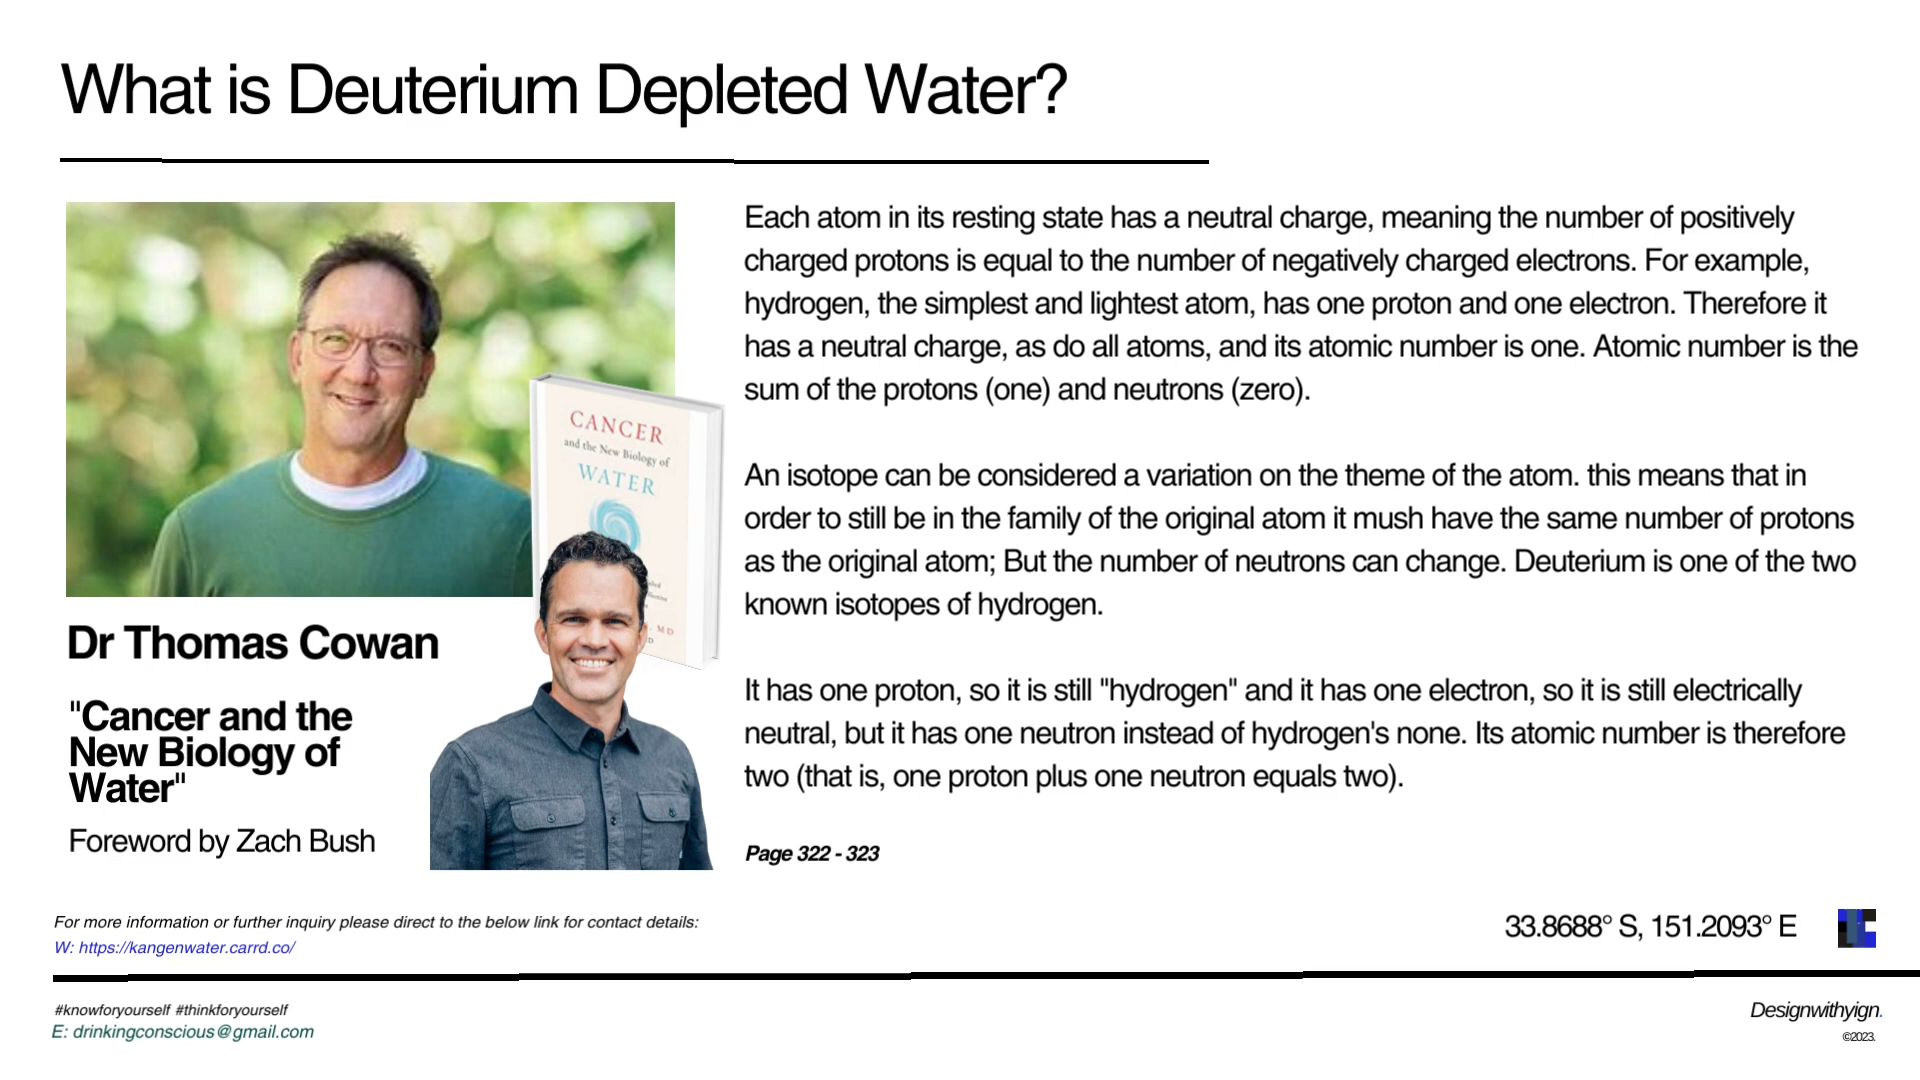 What is Deuterium Depleted Water?
Each atom in its resting state has a neutral charge, meaning the number of positively
charged protons is equal to the number of negatively charged electrons. For example,
hydrogen, the simplest and lightest atom, has one proton and one electron. Therefore it
has a neutral charge, as do all atoms, and its atomic number is one. Atomic number is the
sum of the protons (one) and neutrons (zero).
An isotope can be considered a variation on the theme of the atom. this means that in
order to still be in the family of the original atom it mush have the same number of protons
as the original atom; But the number of neutrons can change. Deuterium is one of the two
known isotopes of hydrogen.
It has one proton, so it is still "hydrogen" and it has one electron, so it is still electrically
neutral, but it has one neutron instead of hydrogen's none. Its atomic number is therefore
two (that is, one proton plus one neutron equals two).
Page 322 - 323
CANCER
and the New Biology of
WATER
MD
D
Dr Thomas Cowan
"Cancer and the
New Biology of
Water"
Foreword by Zach Bush
For more information or further inquiry please direct to the below link for contact details:
W: https://kangenwater.carrd.co/
33.8688° S, 151.2093° E
#knowforyourself #thinkforyourself
E: drinkingconscious@gmail.com
Designwithyign.
©2023.